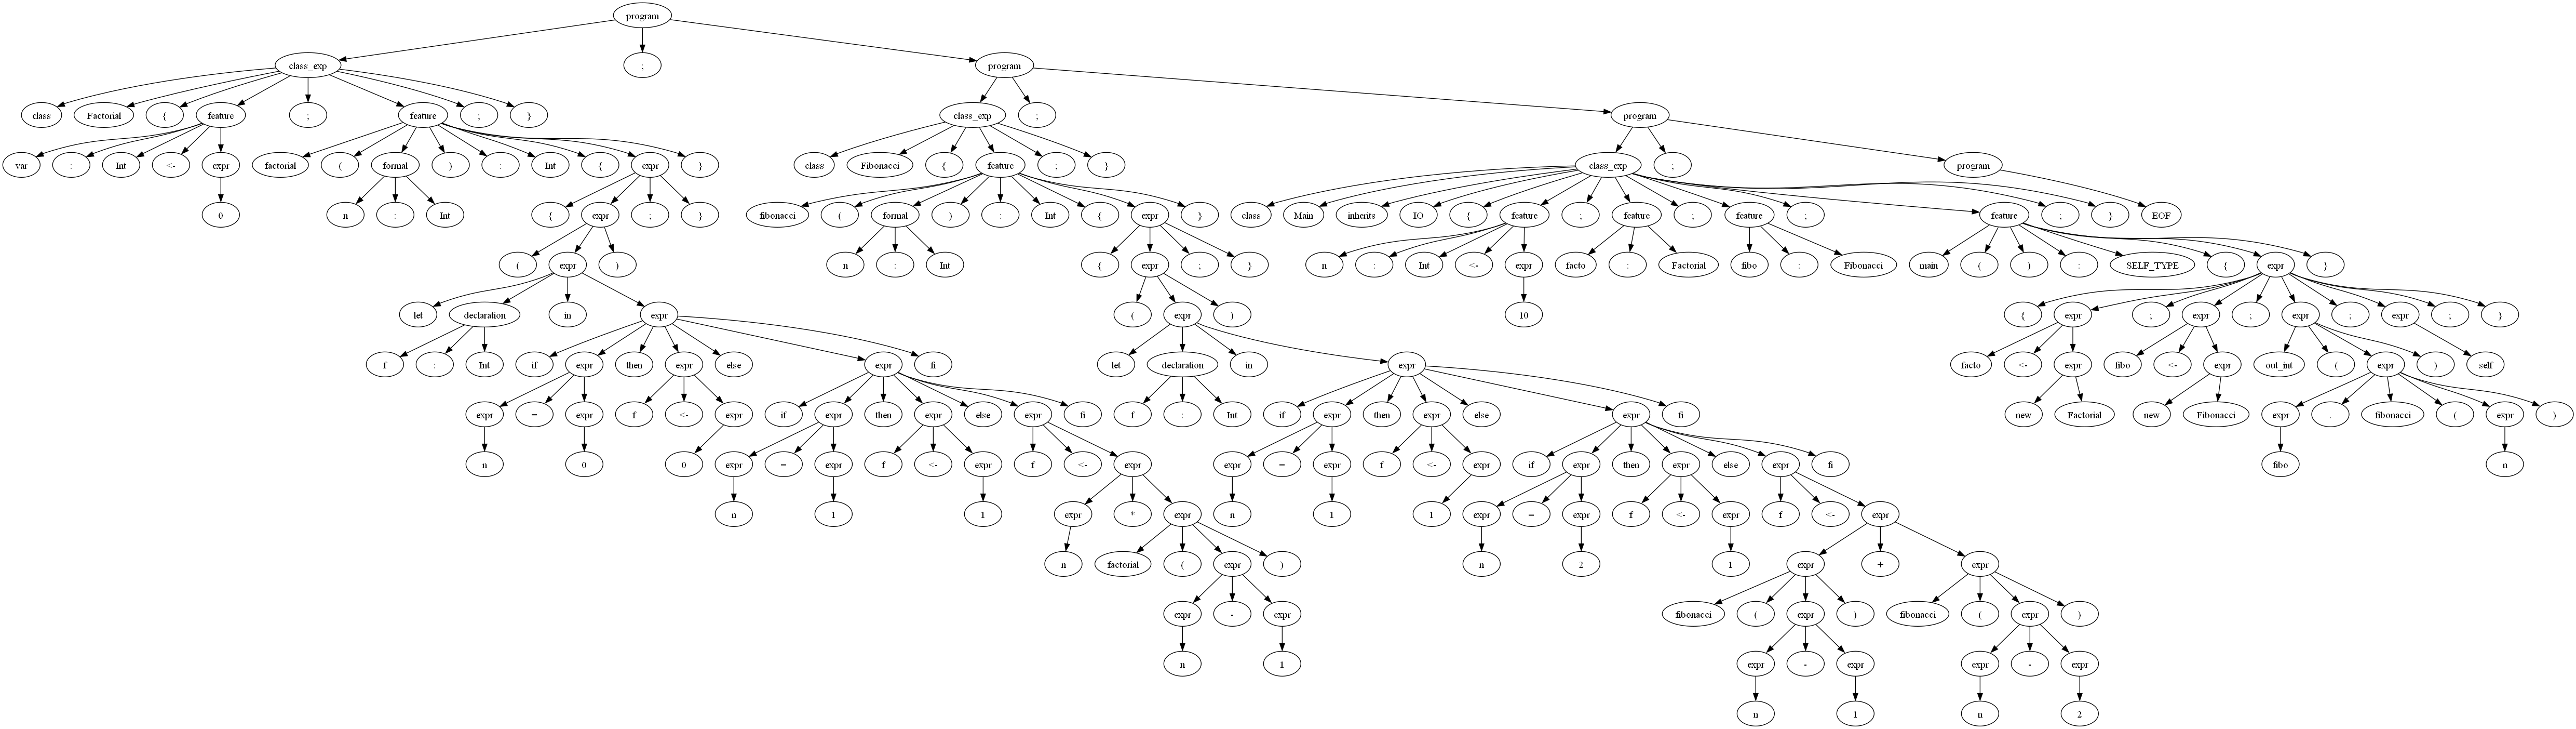 program
class_exp ; program
class Factorial { feature ; feature ; } class_exp ; program
var : Int <- expr factorial ( formal ) : Int { expr } class Fibonacci { feature ; } class_exp ; program
0 n : Int { expr ; } fibonacci ( formal ) : Int { expr } class Main inherits IO { feature ; feature ; feature ; feature ; } EOF
( expr ) n : Int { expr ; } n : Int <- expr facto : Factorial fibo : Fibonacci main ( ) : SELF_TYPE { expr }
let declaration in expr ( expr ) 10 { expr ; expr ; expr ; expr ; }
f : Int if expr then expr else expr fi let declaration in expr facto <- expr fibo <- expr out_int ( expr ) self
expr = expr f <- expr if expr then expr else expr fi f : Int if expr then expr else expr fi new Factorial new Fibonacci expr . fibonacci ( expr )
n 0 0 expr = expr f <- expr f <- expr expr = expr f <- expr if expr then expr else expr fi fibo n
n 1 1 expr * expr n 1 1 expr = expr f <- expr f <- expr
n factorial ( expr ) n 2 1 expr + expr
expr - expr fibonacci ( expr ) fibonacci ( expr )
n 1 expr - expr expr - expr
n 1 n 2